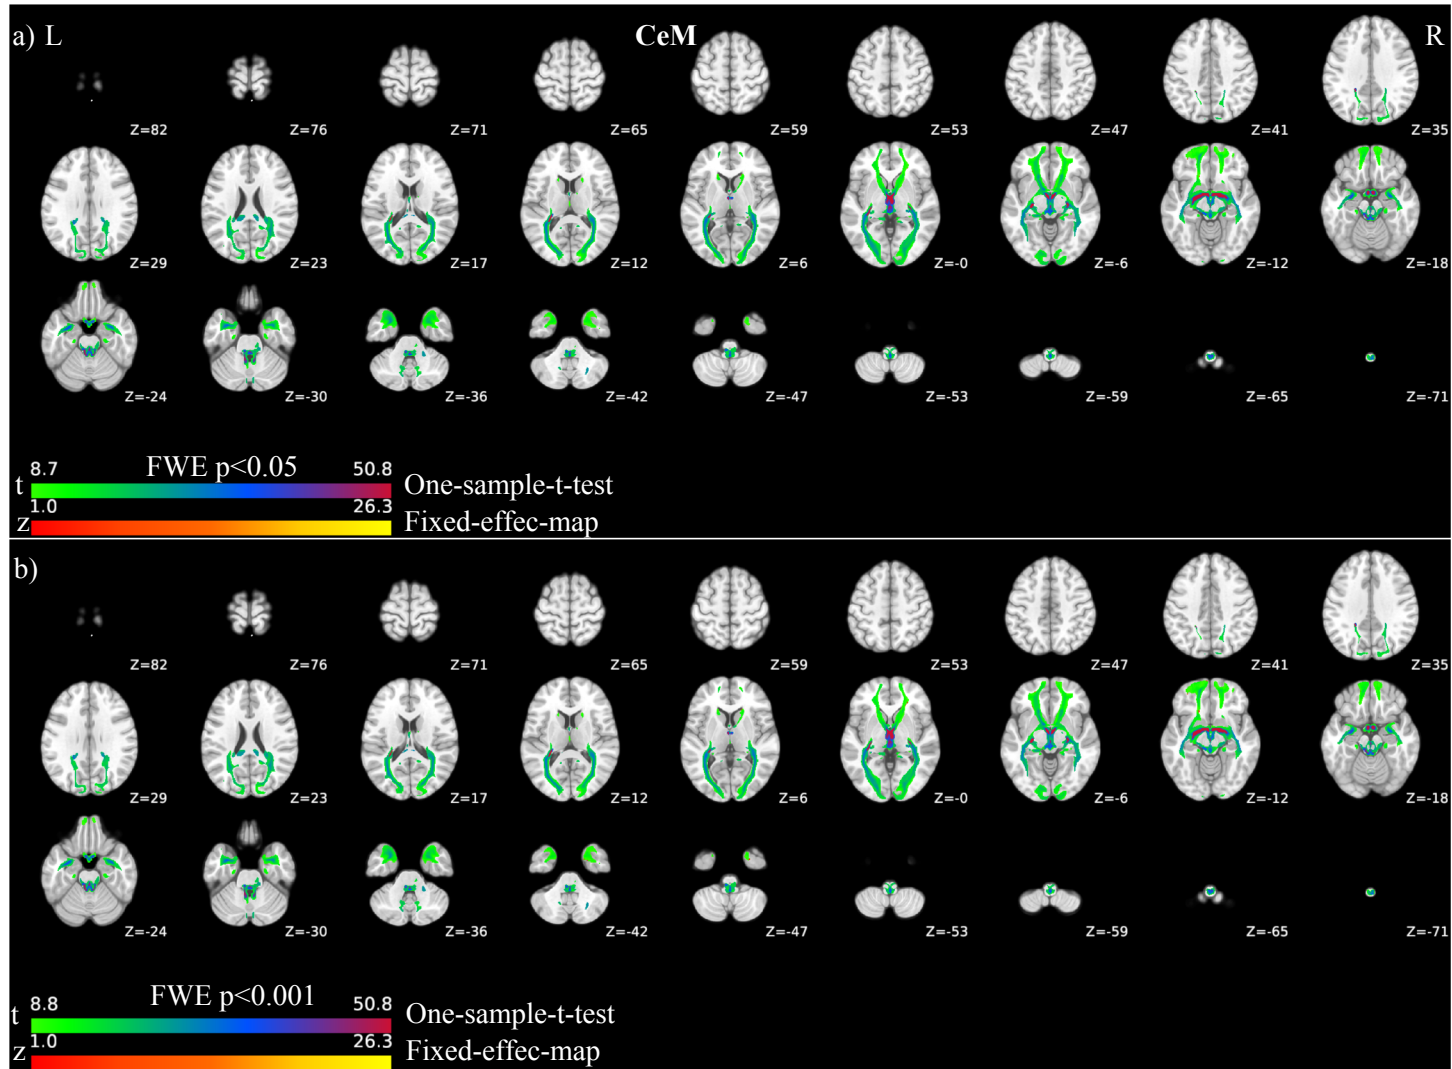 a) L CeM R
Z=82 Z=76 Z=71 Z=65 Z=59 Z=53 Z=47 Z=41 Z=35
Z=29 Z=23 Z=17 Z=12 Z=6 Z=-0 Z=-6 Z=-12 Z=-18
Z=-24 Z=-30 Z=-36 Z=-42 Z=-47 Z=-53 Z=-59 Z=-65 Z=-71
8.7 FWE p<0.05 50.8
t One-sample-t-test
1.0 26.3
z Fixed-effec-map
b)
Z=82 Z=76 Z=71 Z=65 Z=59 Z=53 Z=47 Z=41 Z=35
Z=29 Z=23 Z=17 Z=12 Z=6 Z=-0 Z=-6 Z=-12 Z=-18
Z=-24 Z=-30 Z=-36 Z=-42 Z=-47 Z=-53 Z=-59 Z=-65 Z=-71
8.8 FWE p<0.001 50.8
t One-sample-t-test
1.0 26.3
z Fixed-effec-map